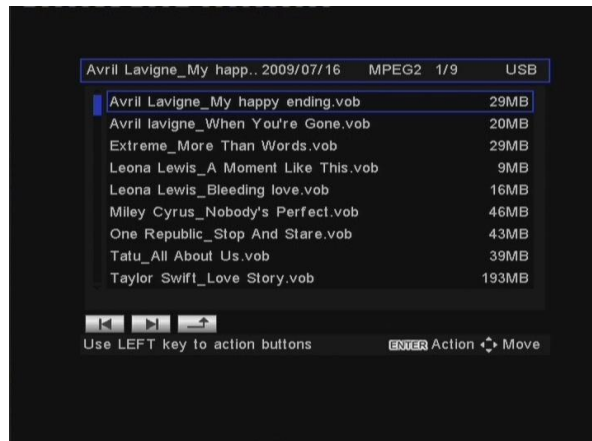 Avril Lavigne_My happ.. 2009/07/16 MPEG2 1/9 USB
Avril Lavigne_My happy ending.vob 29MB
Avril lavigne_When You're Gone.vob 20MB
Extreme_More Than Words.vob 29MB
Leona Lewis_A Moment Like This.vob 9MB
Leona Lewis_Bleeding love.vob 16MB
Miley Cyrus_Nobody's Perfect.vob 46MB
One Republic_Stop And Stare.vob 43MB
Tatu_All About Us.vob 39MB
Taylor Swift_Love Story.vob 193MB
Use LEFT key to action buttons ENTER Action Move